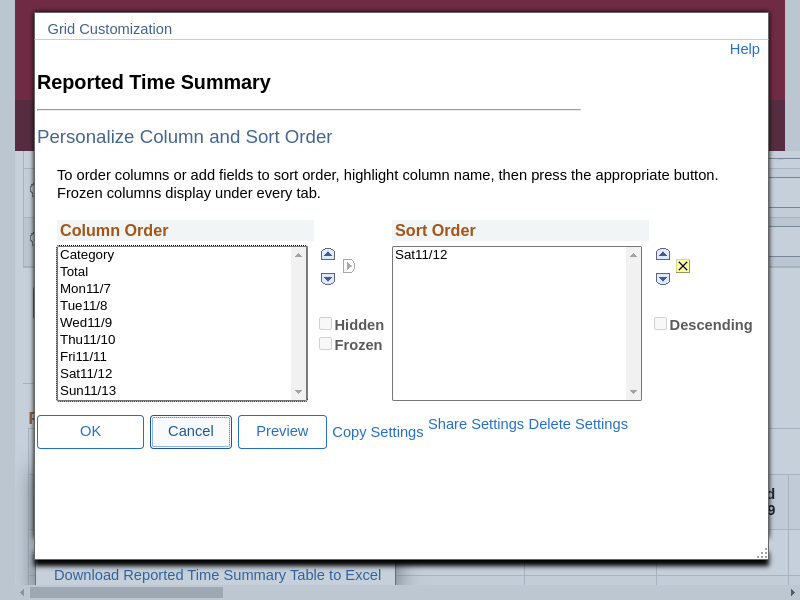 Grid Customization
Help
Reported Time Summary
Personalize Column and Sort Order
To order columns or add fields to sort order, highlight column name, then press the appropriate button.
Frozen columns display under every tab.
Column Order
Sort Order
Category
Total
Mon11/7
Tue11/8
Wed11/9
Thu11/10
Fri11/11
Sat11/12
Sun11/13
Sat11/12
Hidden
Frozen
Descending
OK
Cancel
Preview
Copy Settings
Share Settings Delete Settings
Download Reported Time Summary Table to Excel